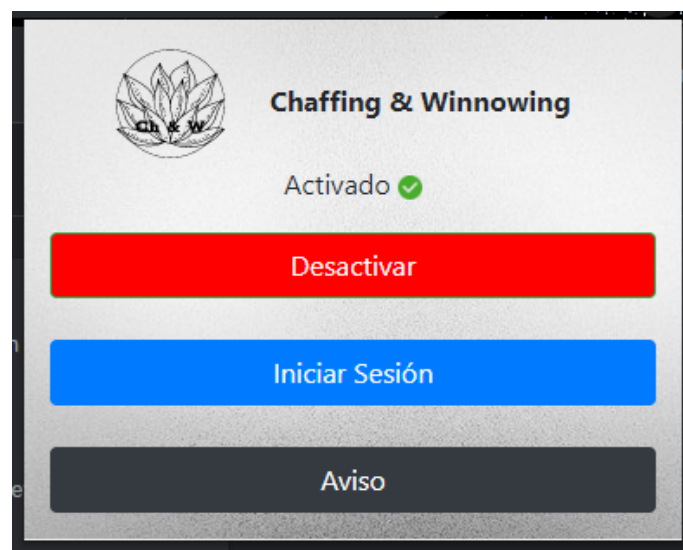 Ch & W
Chaffing & Winnowing
Activado
Desactivar
Iniciar Sesión
Aviso